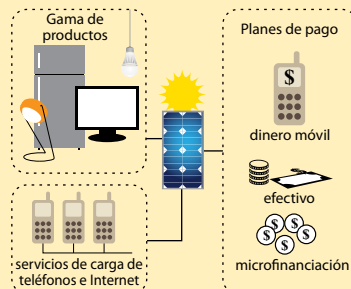 Gama de
productos
servicios de carga de
teléfonos e Internet
Planes de pago
$
dinero móvil
efectivo
$
$
$
$
$
microfinanciación